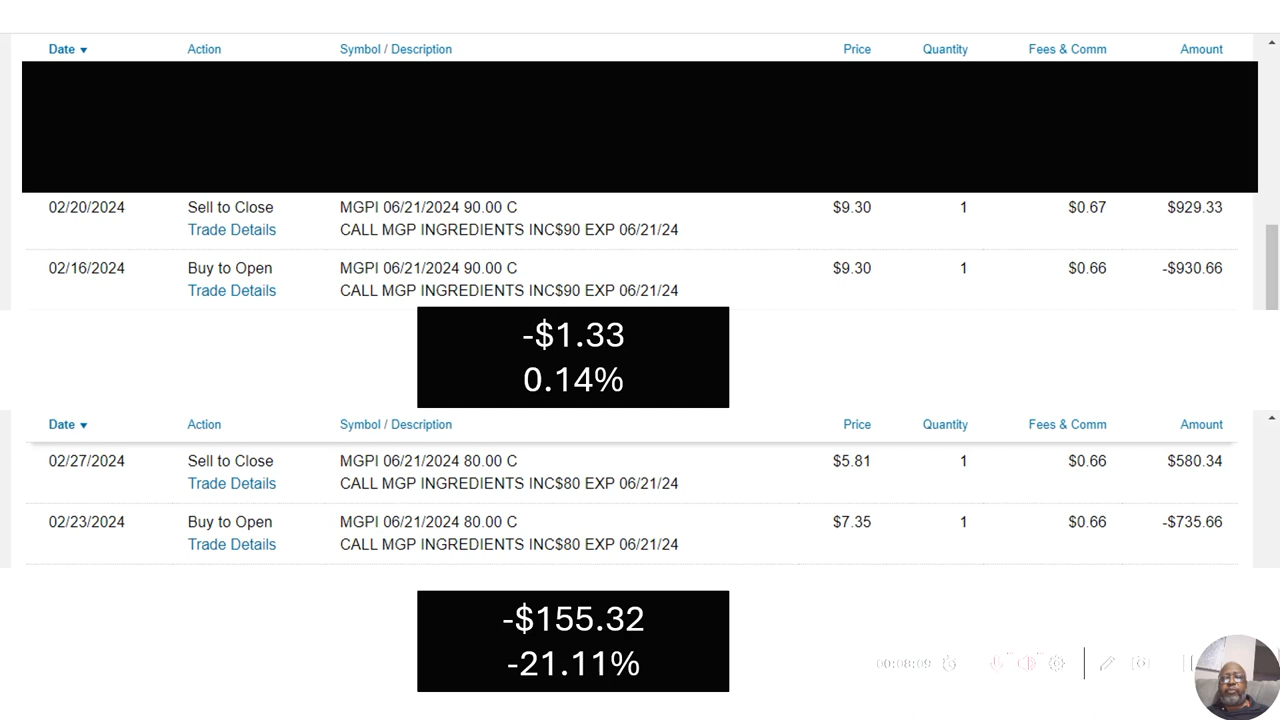 Date ▼ Action Symbol / Description Price Quantity Fees & Comm Amount
02/20/2024 Sell to Close MGPI 06/21/2024 90.00 C $9.30 1 $0.67 $929.33
Trade Details CALL MGP INGREDIENTS INC$90 EXP 06/21/24
02/16/2024 Buy to Open MGPI 06/21/2024 90.00 C $9.30 1 $0.66 -$930.66
Trade Details CALL MGP INGREDIENTS INC$90 EXP 06/21/24
-$1.33
0.14%
Date ▼ Action Symbol / Description Price Quantity Fees & Comm Amount
02/27/2024 Sell to Close MGPI 06/21/2024 80.00 C $5.81 1 $0.66 $580.34
Trade Details CALL MGP INGREDIENTS INC$80 EXP 06/21/24
02/23/2024 Buy to Open MGPI 06/21/2024 80.00 C $7.35 1 $0.66 -$735.66
Trade Details CALL MGP INGREDIENTS INC$80 EXP 06/21/24
-$155.32
-21.11%
00:08:09